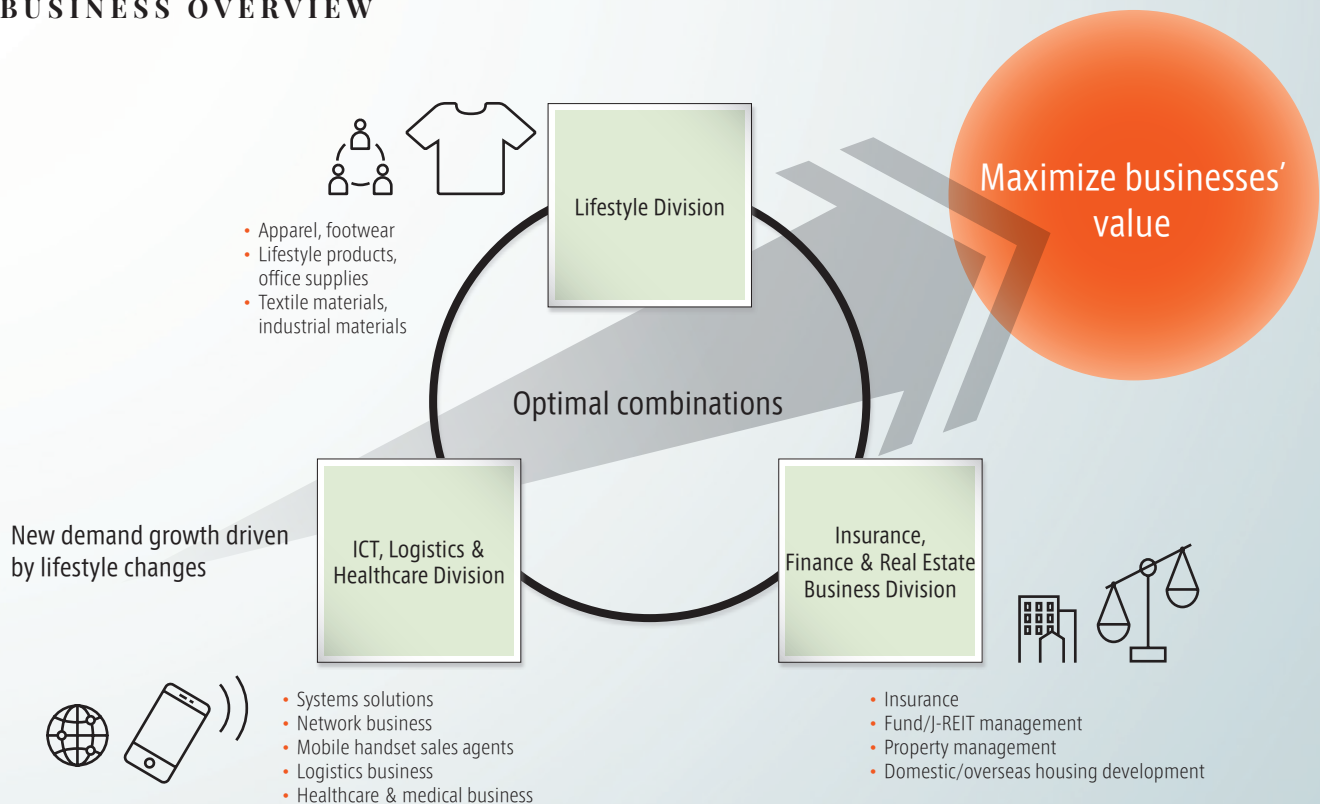 BUSINESS OVERVIEW
Maximize businesses’
value
Lifestyle Division
• Apparel, footwear
• Lifestyle products,
office supplies
• Textile materials,
industrial materials
Optimal combinations
New demand growth driven
by lifestyle changes
ICT, Logistics &
Healthcare Division
Insurance,
Finance & Real Estate
Business Division
• Systems solutions
• Network business
• Mobile handset sales agents
• Logistics business
• Healthcare & medical business
• Insurance
• Fund/J-REIT management
• Property management
• Domestic/overseas housing development